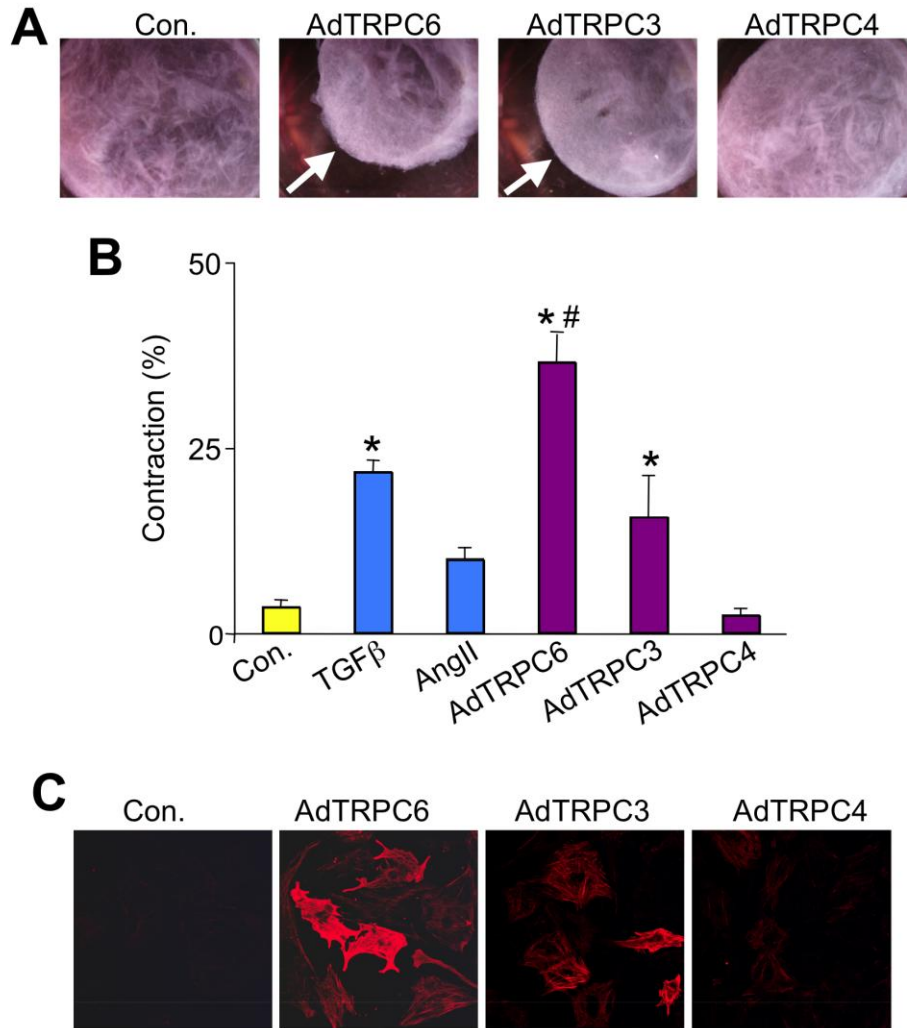 A
Con.
AdTRPC6
AdTRPC3
AdTRPC4
B
Contraction (%)
50
25
0
*
* #
*
Con.
TGFβ
AngII
AdTRPC6
AdTRPC3
AdTRPC4
C
Con.
AdTRPC6
AdTRPC3
AdTRPC4